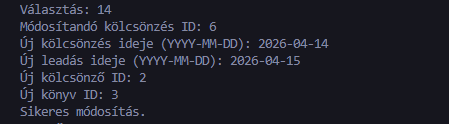 Választás: 14
Módosítandó kölcsönzés ID: 6
Új kölcsönzés ideje (YYYY-MM-DD): 2026-04-14
Új leadás ideje (YYYY-MM-DD): 2026-04-15
Új kölcsönző ID: 2
Új könyv ID: 3
Sikeres módosítás.